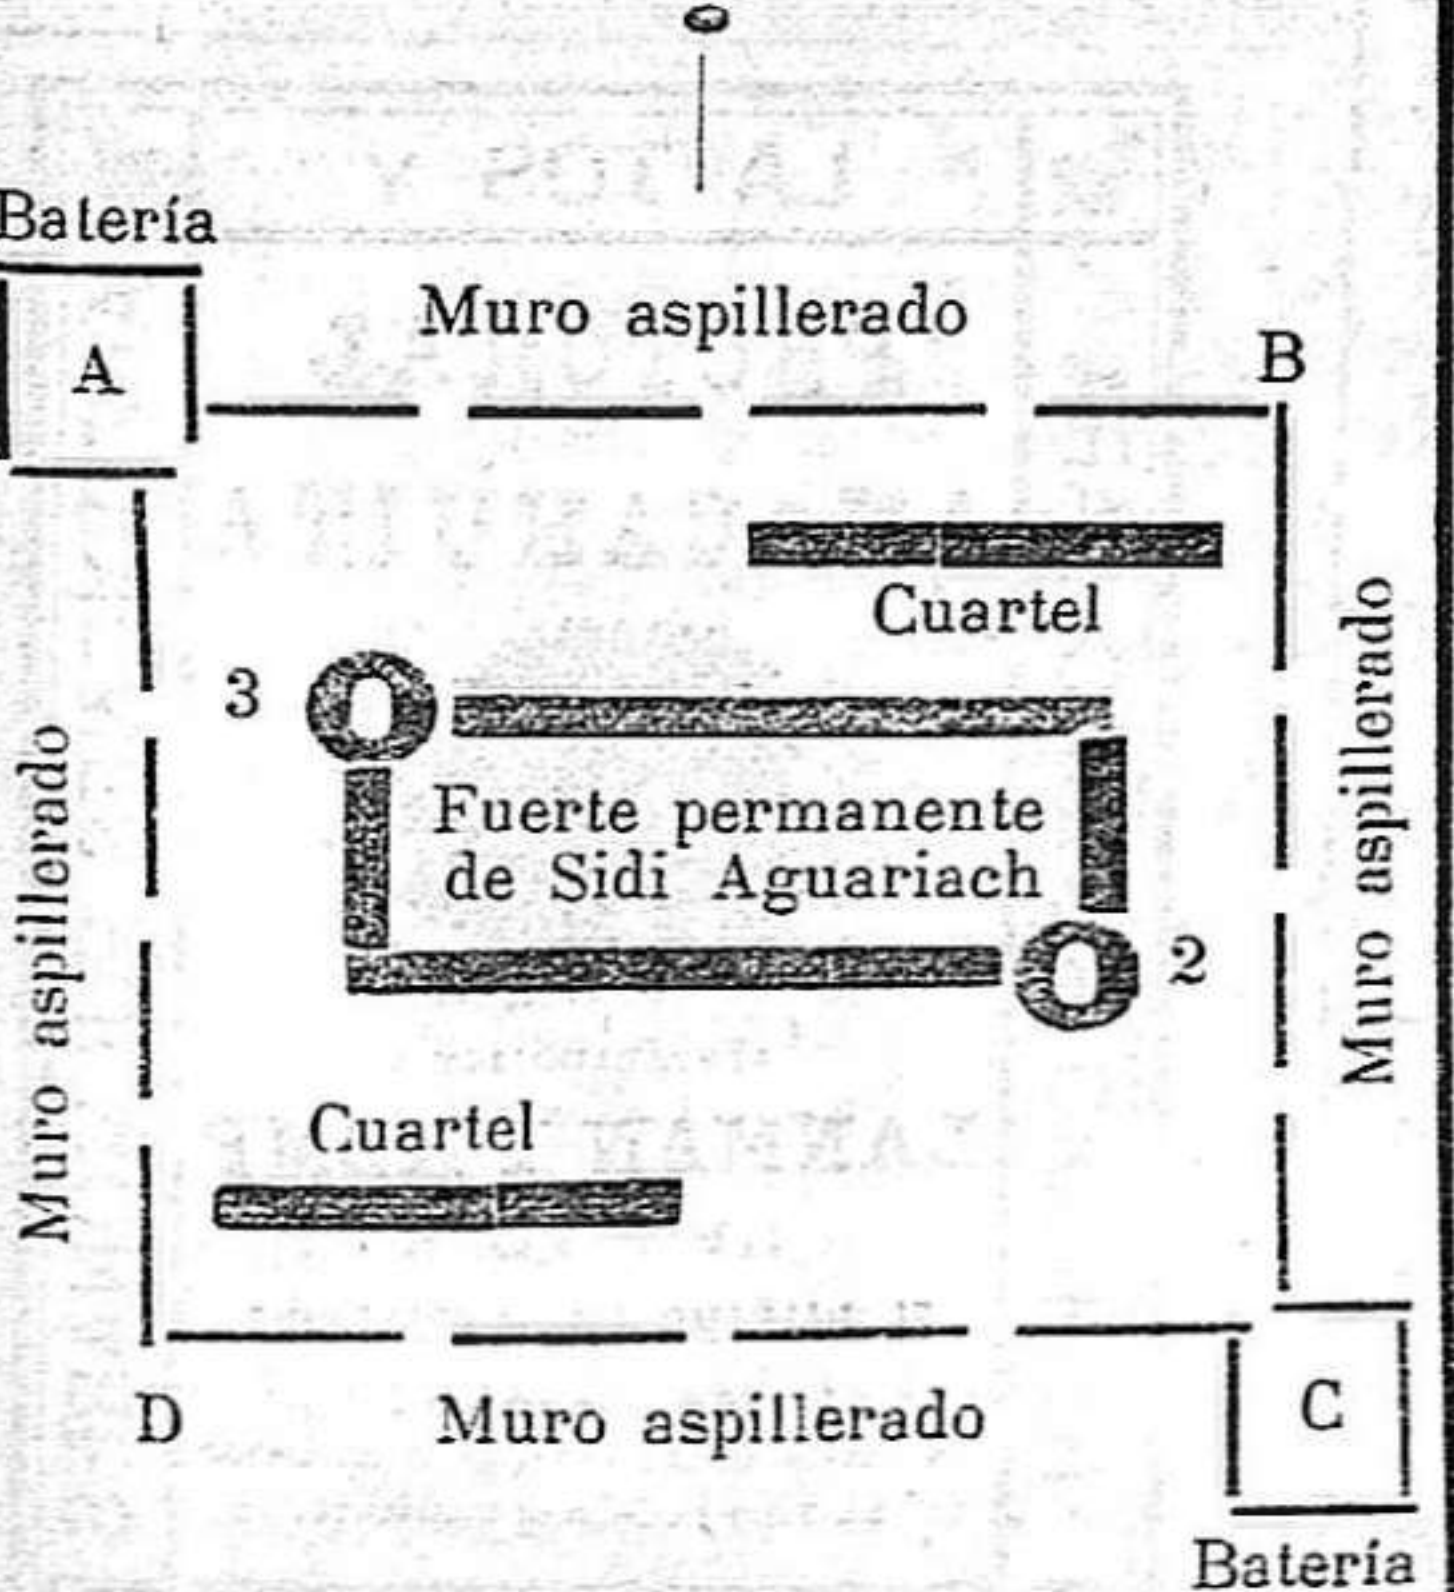 Batería
A
Muro aspillerado
B
Cuartel
Muro aspillerado
3
Fuerte permanente
de Sidi Aguariach
2
Muro aspillerado
Cuartel
D
Muro aspillerado
C
Batería